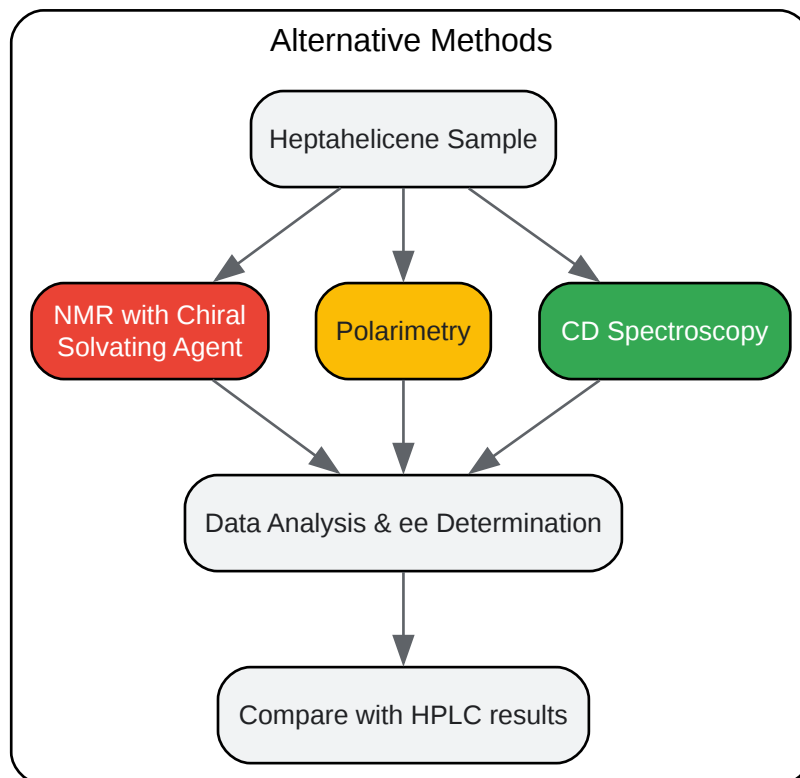 Alternative Methods
Heptahelicene Sample
NMR with Chiral
Solvating Agent
Polarimetry
CD Spectroscopy
Data Analysis & ee Determination
Compare with HPLC results